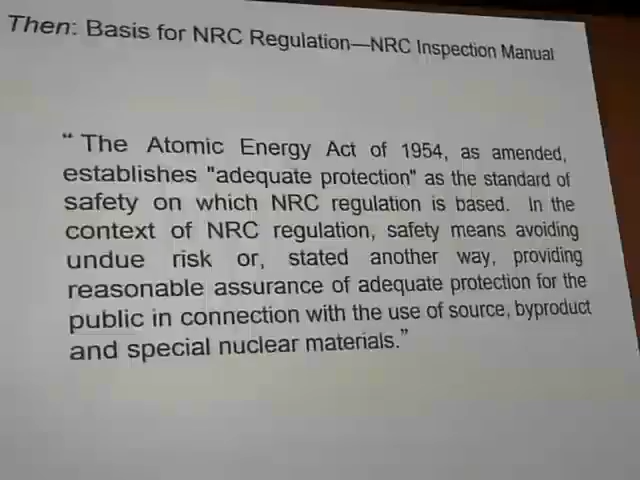 Then: Basis for NRC Regulation—NRC Inspection Manual
“ The Atomic Energy Act of 1954, as amended,
establishes "adequate protection" as the standard of
safety on which NRC regulation is based. In the
context of NRC regulation, safety means avoiding
undue risk or, stated another way, providing
reasonable assurance of adequate protection for the
public in connection with the use of source, byproduct
and special nuclear materials.”